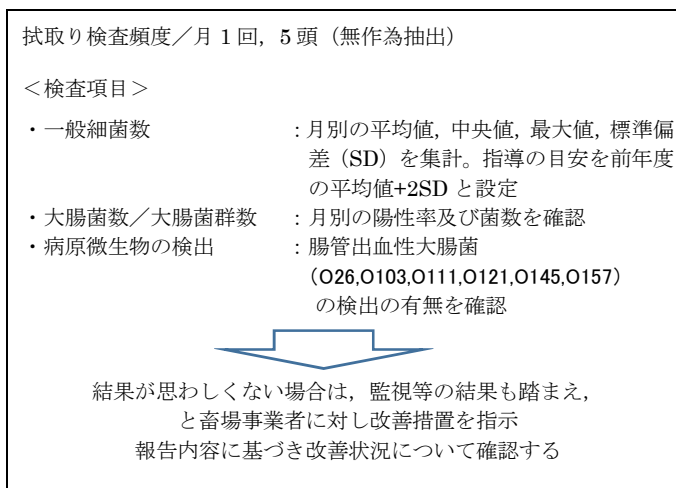 拭取り検査頻度／月 1 回，5 頭（無作為抽出）
＜検査項目＞
・一般細菌数　：月別の平均値，中央値，最大値，標準偏
差（SD）を集計。指導の目安を前年度
の平均値+2SD と設定
・大腸菌数／大腸菌群数　：月別の陽性率及び菌数を確認
・病原微生物の検出　：腸管出血性大腸菌
（O26,O103,O111,O121,O145,O157）
の検出の有無を確認
結果が思わしくない場合は，監視等の結果も踏まえ，
と畜場事業者に対し改善措置を指示
報告内容に基づき改善状況について確認する